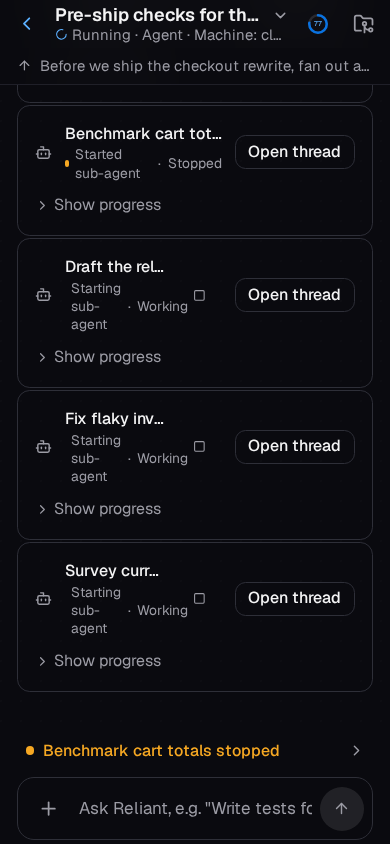 Pre-ship checks for th...
77
Running · Agent · Machine: cl...
Before we ship the checkout rewrite, fan out a...
Benchmark cart tot...
Started
sub-agent
· Stopped
Open thread
Show progress
Draft the rel...
Starting
sub-
agent
· Working
Open thread
Show progress
Fix flaky inv...
Starting
sub-
agent
· Working
Open thread
Show progress
Survey curr...
Starting
sub-
agent
· Working
Open thread
Show progress
Benchmark cart totals stopped
Ask Reliant, e.g. "Write tests fo